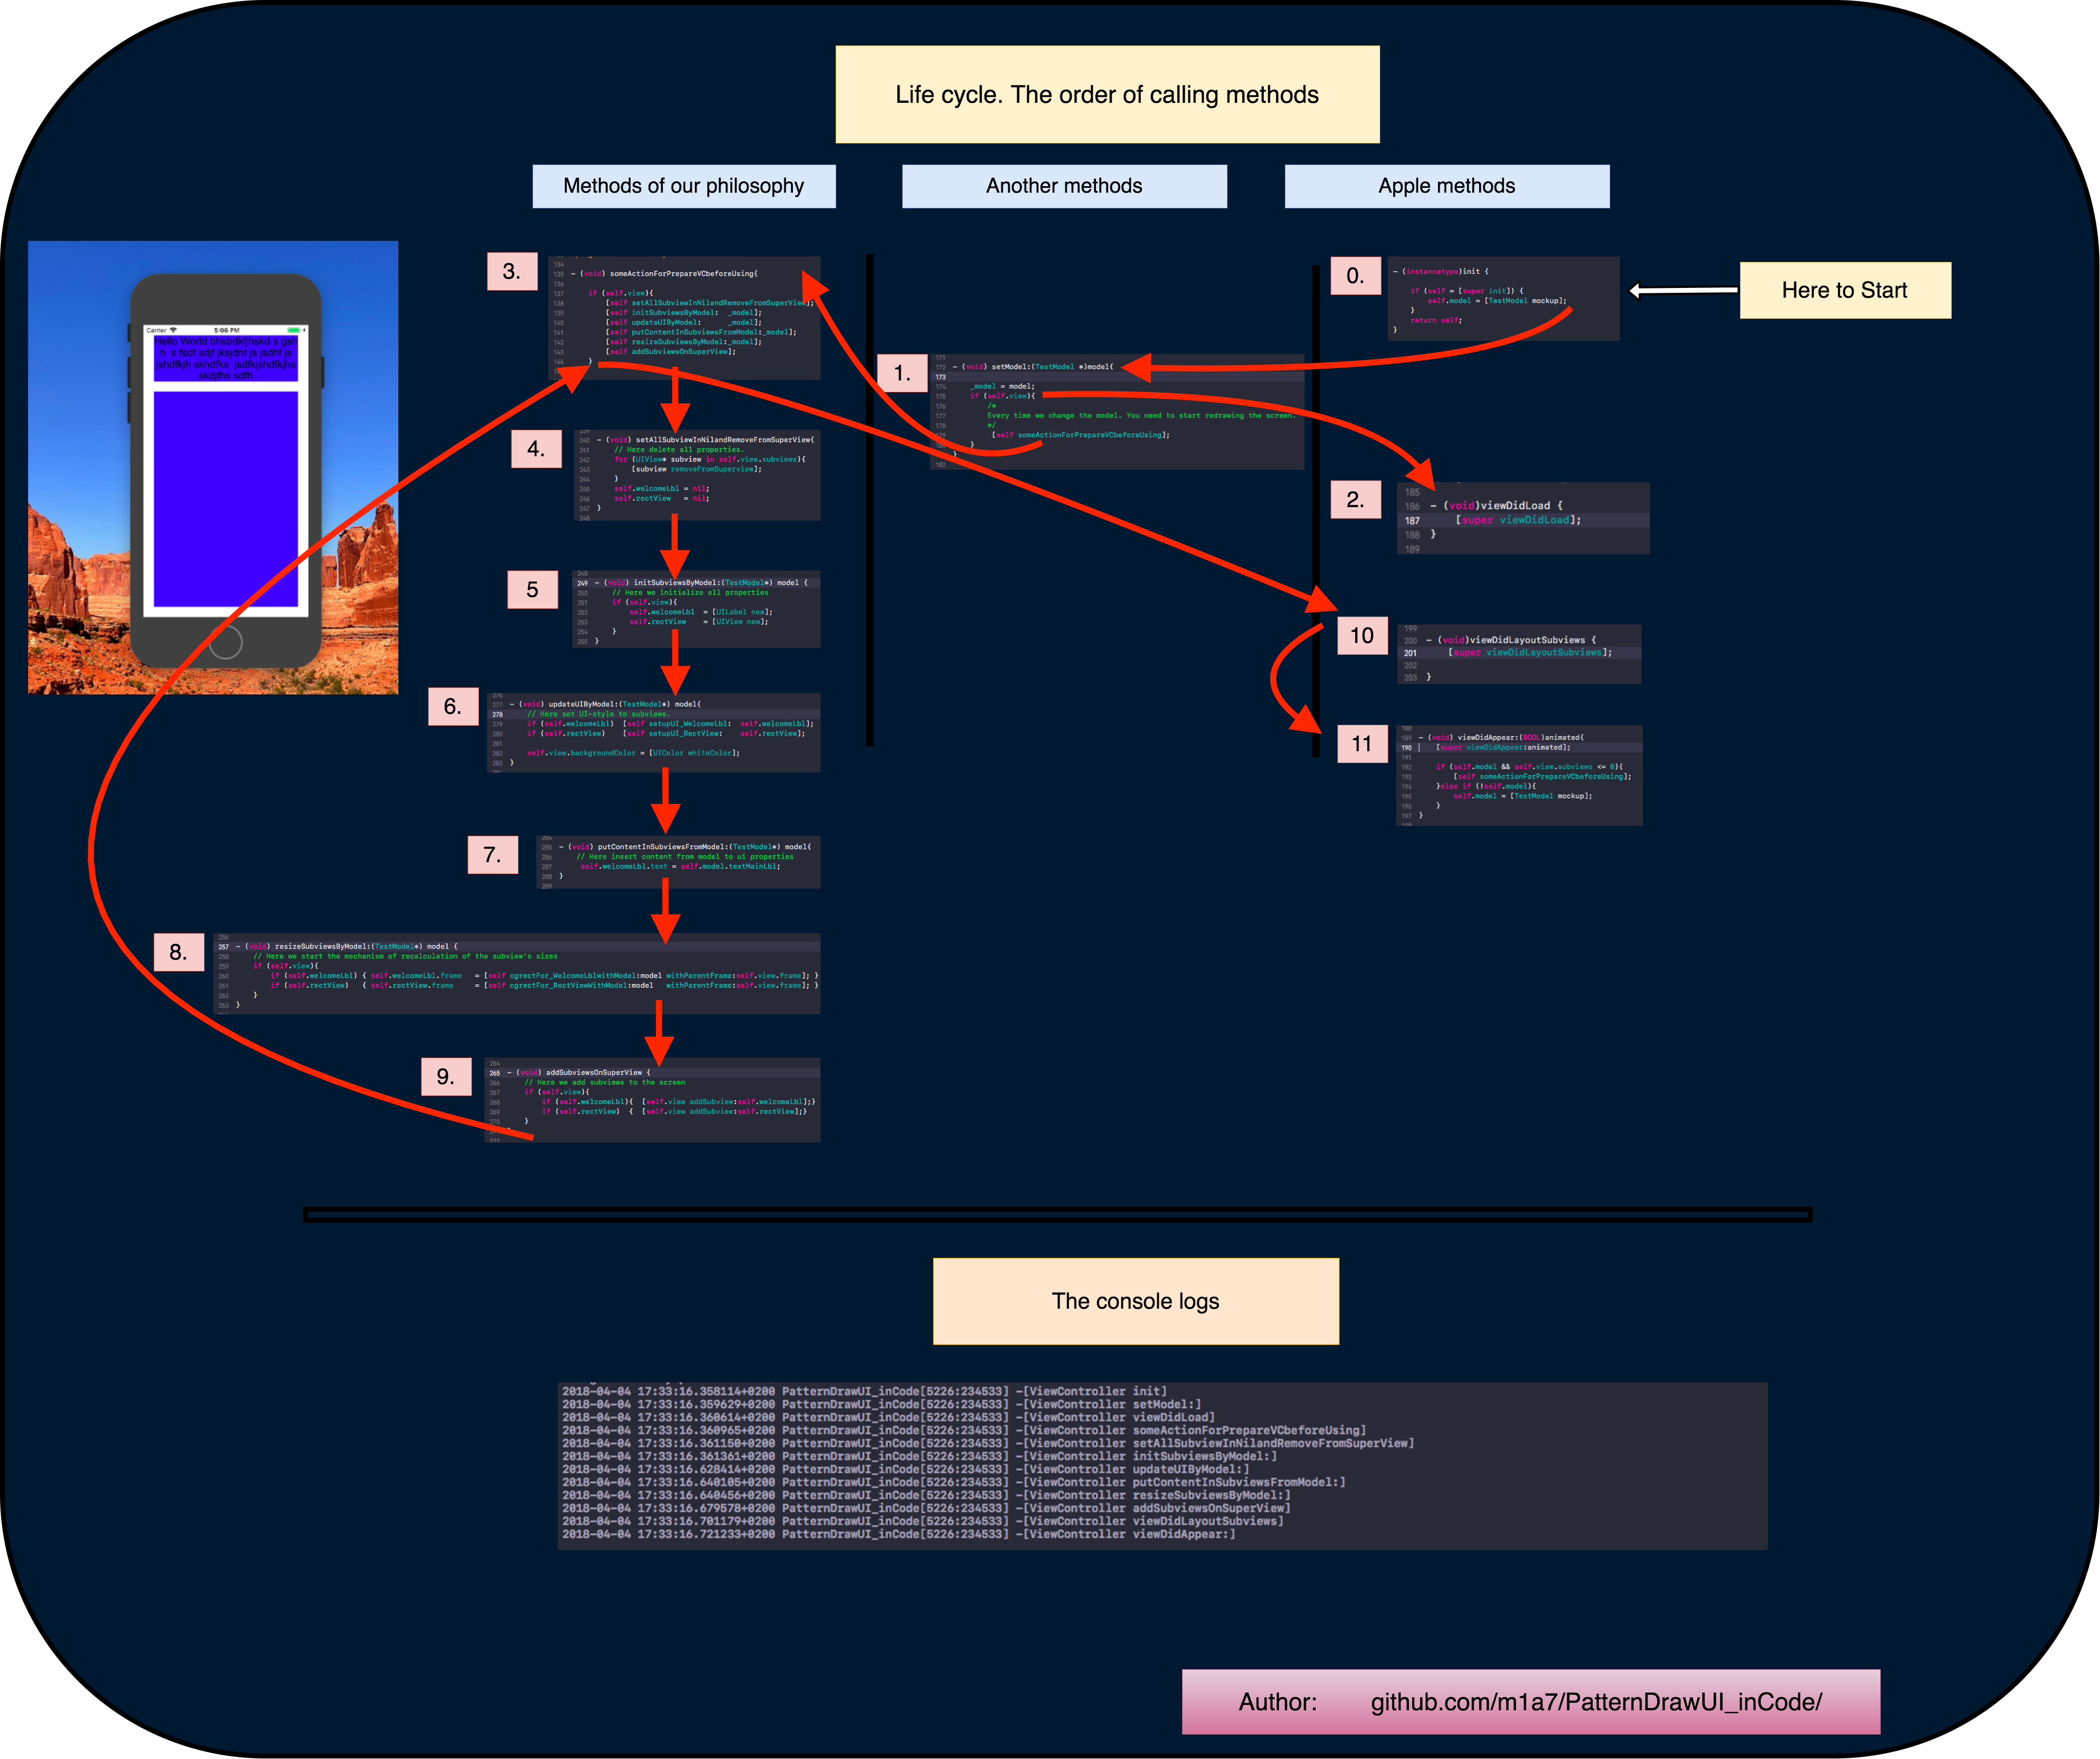 Life cycle. The order of calling methods
Methods of our philosophy
Another methods
Apple methods
Carrier
5:06 PM
Hello World bhsbdkfjhskd s gsh
h s fsdf sdjf jksjdhf js jsdhf js
jshdfkjh skhdfks jsdfkjshdfkjhs
skdjfhs sdfh
3.
134
135 - (void) someActionForPrepareVCbeforeUsing{
136
137 if (self.view){
138 [self setAllSubviewInNilandRemoveFromSuperView];
139 [self initSubviewsByModel: _model];
140 [self updateUIByModel: _model];
141 [self putContentInSubviewsFromModel:_model];
142 [self resizeSubviewsByModel:_model];
143 [self addSubviewsOnSuperView];
144 }
0.
- (instancetype)init {
if (self = [super init]) {
self.model = [TestModel mockup];
}
return self;
}
Here to Start
1.
171
172 - (void) setModel:(TestModel *)model{
173
174 _model = model;
175 if (self.view){
176 /*
177 Every time we change the model. You need to start redrawing the screen.
178 */
179 [self someActionForPrepareVCbeforeUsing];
}
}
182
4.
240 - (void) setAllSubviewInNilandRemoveFromSuperView{
241 // Here delete all properties.
242 for (UIView* subview in self.view.subviews){
243 [subview removeFromSuperview];
244 }
245 self.welcomeLbl = nil;
246 self.rectView = nil;
247 }
248
2.
185
186 - (void)viewDidLoad {
187 [super viewDidLoad];
188 }
189
5
248
249 - (void) initSubviewsByModel:(TestModel*) model {
250 // Here we initialize all properties
251 if (self.view){
252 self.welcomeLbl = [UILabel new];
253 self.rectView = [UIView new];
254 }
255 }
10
199
200 - (void)viewDidLayoutSubviews {
201 [super viewDidLayoutSubviews];
202
203 }
6.
276
277 - (void) updateUIByModel:(TestModel*) model{
278 // Here set UI-style to subviews.
279 if (self.welcomeLbl) [self setupUI_WelcomeLbl: self.welcomeLbl];
280 if (self.rectView) [self setupUI_RectView: self.rectView];
281
282 self.view.backgroundColor = [UIColor whiteColor];
283 }
11
188
189 - (void) viewDidAppear:(BOOL)animated{
190 [super viewDidAppear:animated];
191
192 if (self.model && self.view.subviews <= 0){
193 [self someActionForPrepareVCbeforeUsing];
194 }else if (!self.model){
195 self.model = [TestModel mockup];
196 }
197 }
7.
284
285 - (void) putContentInSubviewsFromModel:(TestModel*) model{
286 // Here insert content from model to ui properties
287 self.welcomeLbl.text = self.model.textMainLbl;
288 }
289
8.
256
257 - (void) resizeSubviewsByModel:(TestModel*) model {
258 // Here we start the mechanism of recalculation of the subview's sizes
259 if (self.view){
260 if (self.welcomeLbl) { self.welcomeLbl.frame = [self cgrectFor_WelcomeLblwithModel:model withParentFrame:self.view.frame]; }
261 if (self.rectView) { self.rectView.frame = [self cgrectFor_RectViewWithModel:model withParentFrame:self.view.frame]; }
262 }
263 }
9.
264
265 - (void) addSubviewsOnSuperView {
266 // Here we add subviews to the screen
267 if (self.view){
268 if (self.welcomeLbl){ [self.view addSubview:self.welcomeLbl];}
269 if (self.rectView) { [self.view addSubview:self.rectView];}
270 }
272
The console logs
2018-04-04 17:33:16.358114+0200 PatternDrawUI_inCode[5226:234533] -[ViewController init]
2018-04-04 17:33:16.359629+0200 PatternDrawUI_inCode[5226:234533] -[ViewController setModel:]
2018-04-04 17:33:16.360614+0200 PatternDrawUI_inCode[5226:234533] -[ViewController viewDidLoad]
2018-04-04 17:33:16.360965+0200 PatternDrawUI_inCode[5226:234533] -[ViewController someActionForPrepareVCbeforeUsing]
2018-04-04 17:33:16.361150+0200 PatternDrawUI_inCode[5226:234533] -[ViewController setAllSubviewInNilandRemoveFromSuperView]
2018-04-04 17:33:16.361361+0200 PatternDrawUI_inCode[5226:234533] -[ViewController initSubviewsByModel:]
2018-04-04 17:33:16.628414+0200 PatternDrawUI_inCode[5226:234533] -[ViewController updateUIByModel:]
2018-04-04 17:33:16.640105+0200 PatternDrawUI_inCode[5226:234533] -[ViewController putContentInSubviewsFromModel:]
2018-04-04 17:33:16.640456+0200 PatternDrawUI_inCode[5226:234533] -[ViewController resizeSubviewsByModel:]
2018-04-04 17:33:16.679578+0200 PatternDrawUI_inCode[5226:234533] -[ViewController addSubviewsOnSuperView]
2018-04-04 17:33:16.701179+0200 PatternDrawUI_inCode[5226:234533] -[ViewController viewDidLayoutSubviews]
2018-04-04 17:33:16.721233+0200 PatternDrawUI_inCode[5226:234533] -[ViewController viewDidAppear:]
Author: github.com/m1a7/PatternDrawUI_inCode/